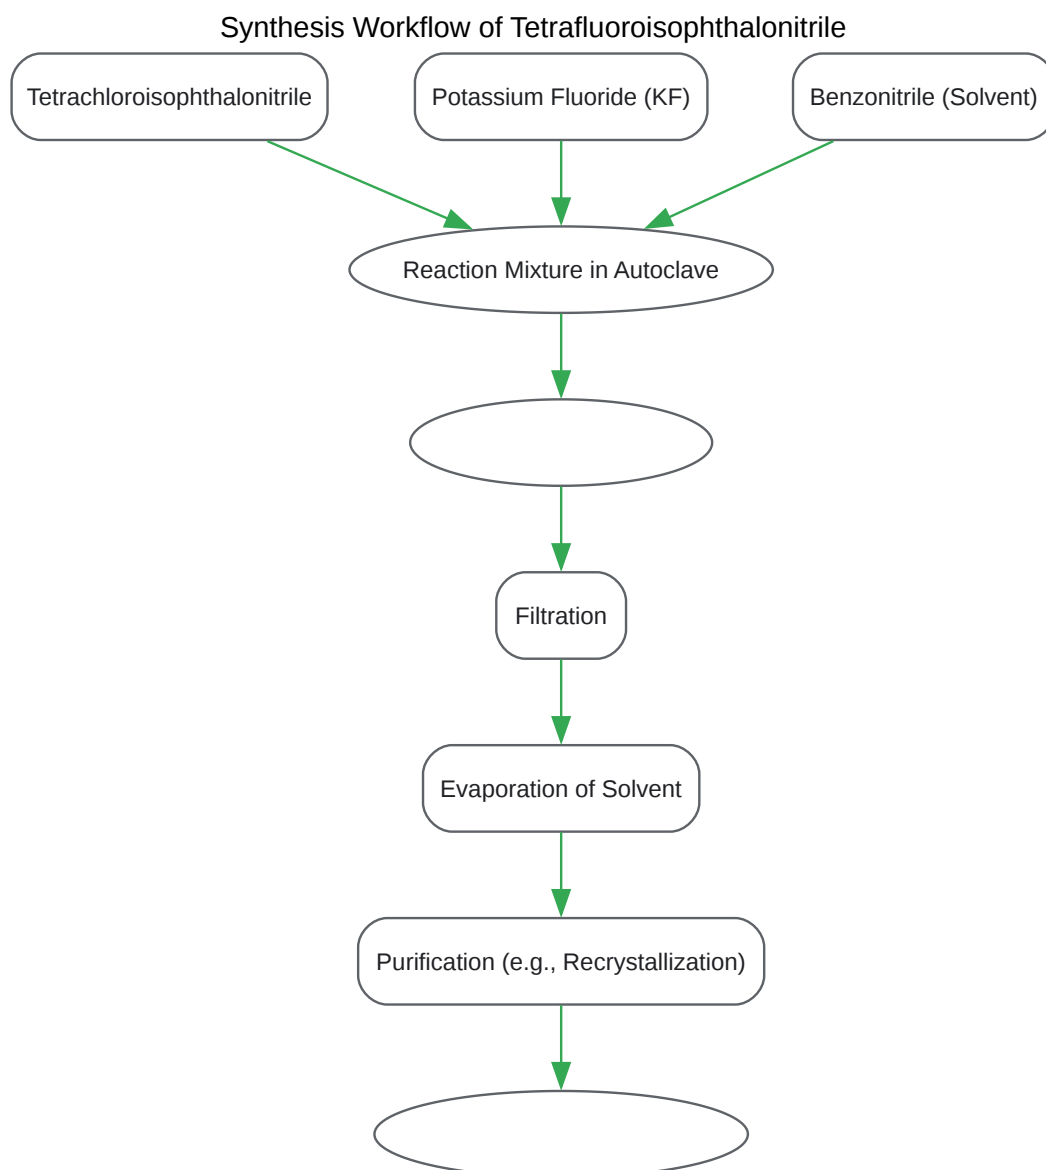 Synthesis Workflow of Tetrafluoroisophthalonitrile
Tetrachloroisophthalonitrile
Potassium Fluoride (KF)
Benzonitrile (Solvent)
Reaction Mixture in Autoclave
Filtration
Evaporation of Solvent
Purification (e.g., Recrystallization)